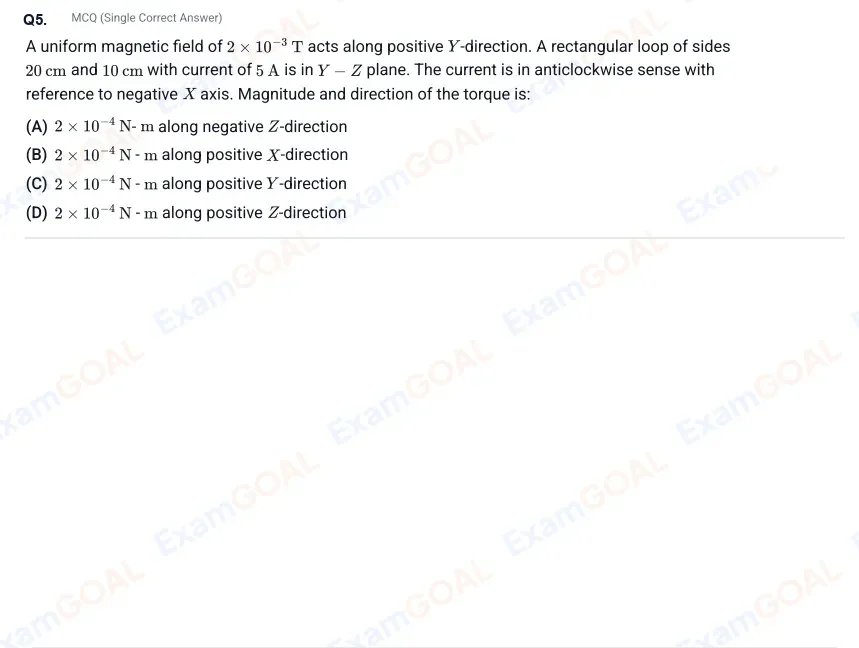 Q5. MCQ (Single Correct Answer)
A uniform magnetic field of 2 × 10⁻³ T acts along positive Y-direction. A rectangular loop of sides
20 cm and 10 cm with current of 5 A is in Y − Z plane. The current is in anticlockwise sense with
reference to negative X axis. Magnitude and direction of the torque is:
(A) 2 × 10⁻⁴ N- m along negative Z-direction
(B) 2 × 10⁻⁴ N - m along positive X-direction
(C) 2 × 10⁻⁴ N - m along positive Y-direction
(D) 2 × 10⁻⁴ N - m along positive Z-direction
ExamGOAL